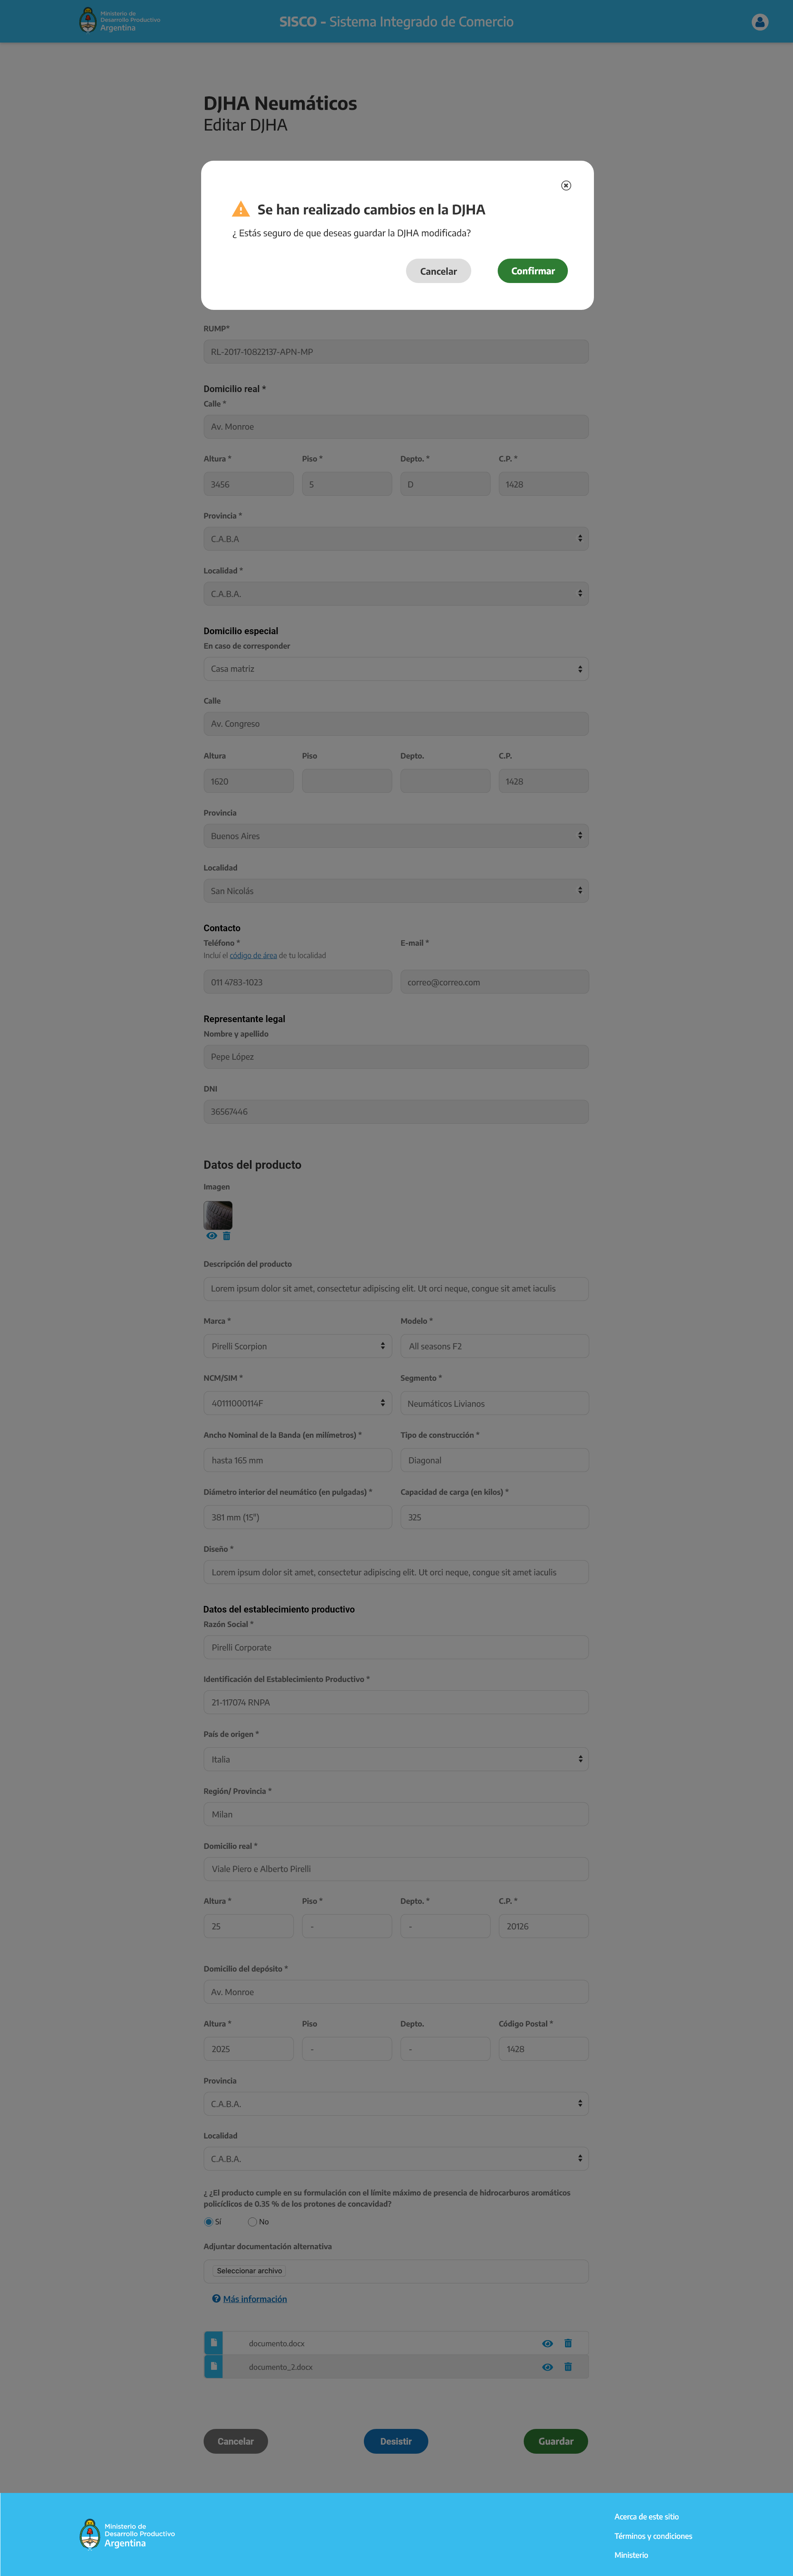 Ministerio de
Desarrollo Productivo
Argentina
SISCO - Sistema Integrado de Comercio
DJHA Neumáticos
Editar DJHA
Se han realizado cambios en la DJHA
¿ Estás seguro de que deseas guardar la DJHA modificada?
Cancelar Confirmar
RUMP*
RL-2017-10822137-APN-MP
Domicilio real *
Calle *
Av. Monroe
Altura * Piso * Depto. * C.P. *
3456 5 D 1428
Provincia *
C.A.B.A
Localidad *
C.A.B.A.
Domicilio especial
En caso de corresponder
Casa matriz
Calle
Av. Congreso
Altura Piso Depto. C.P.
1620 1428
Provincia
Buenos Aires
Localidad
San Nicolás
Contacto
Teléfono * E-mail *
Incluí el código de área de tu localidad
011 4783-1023 correo@correo.com
Representante legal
Nombre y apellido
Pepe López
DNI
36567446
Datos del producto
Imagen
Descripción del producto
Lorem ipsum dolor sit amet, consectetur adipiscing elit. Ut orci neque, congue sit amet iaculis
Marca * Modelo *
Pirelli Scorpion All seasons F2
NCM/SIM * Segmento *
40111000114F Neumáticos Livianos
Ancho Nominal de la Banda (en milímetros) * Tipo de construcción *
hasta 165 mm Diagonal
Diámetro interior del neumático (en pulgadas) * Capacidad de carga (en kilos) *
381 mm (15") 325
Diseño *
Lorem ipsum dolor sit amet, consectetur adipiscing elit. Ut orci neque, congue sit amet iaculis
Datos del establecimiento productivo
Razón Social *
Pirelli Corporate
Identificación del Establecimiento Productivo *
21-117074 RNPA
País de origen *
Italia
Región/ Provincia *
Milan
Domicilio real *
Viale Piero e Alberto Pirelli
Altura * Piso * Depto. * C.P. *
25 - - 20126
Domicilio del depósito *
Av. Monroe
Altura * Piso Depto. Código Postal *
2025 - - 1428
Provincia
C.A.B.A.
Localidad
C.A.B.A.
¿ ¿El producto cumple en su formulación con el límite máximo de presencia de hidrocarburos aromáticos
policíclicos de 0.35 % de los protones de concavidad?
Sí No
Adjuntar documentación alternativa
Seleccionar archivo
Más información
documento.docx
documento_2.docx
Cancelar Desistir Guardar
Ministerio de
Desarrollo Productivo
Argentina
Acerca de este sitio
Términos y condiciones
Ministerio